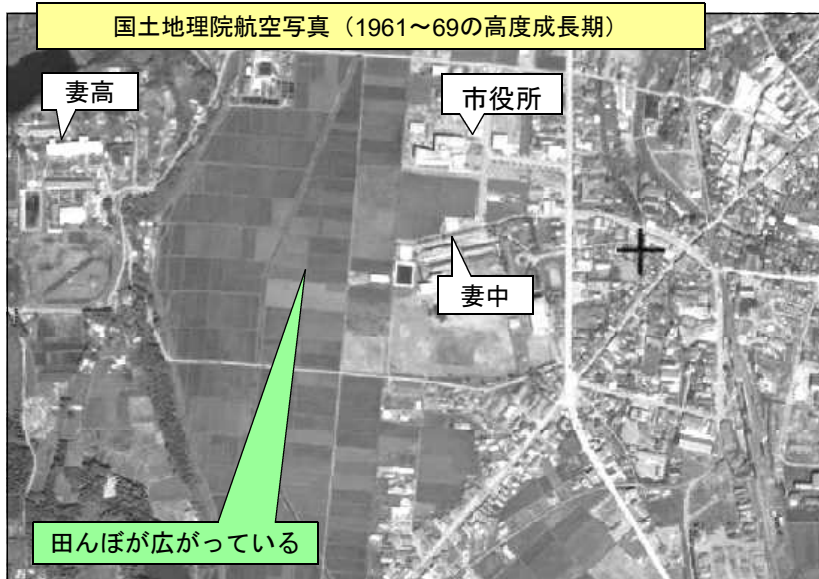 国土地理院航空写真（1961～69の高度成長期）
妻高
市役所
妻中
田んぼが広がっている